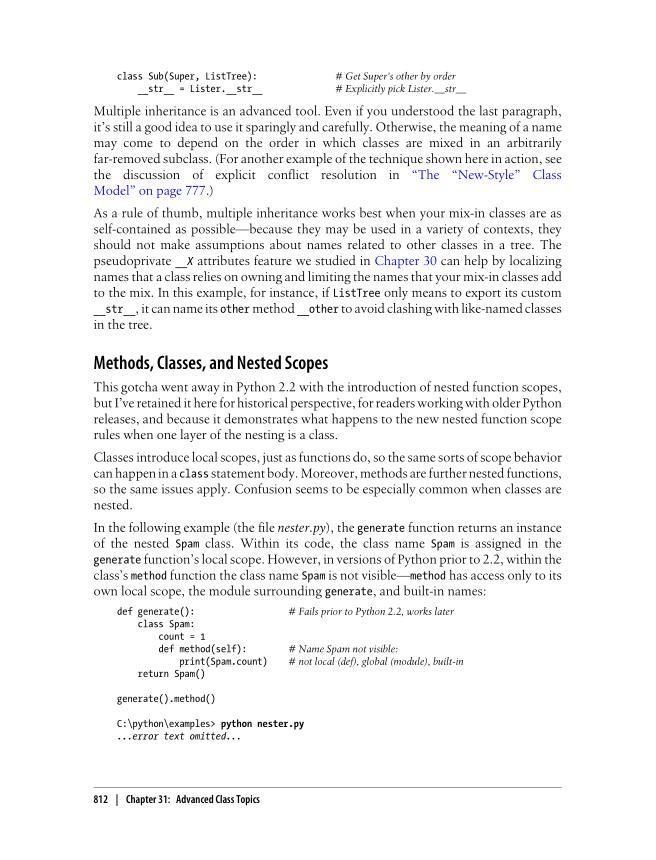 class Sub(Super, ListTree): # Get Super's other by order
__str__ = Lister.__str__ # Explicitly pick Lister.__str__
Multiple inheritance is an advanced tool. Even if you understood the last paragraph,
it's still a good idea to use it sparingly and carefully. Otherwise, the meaning of a name
may come to depend on the order in which classes are mixed in an arbitrarily
far-removed subclass. (For another example of the technique shown here in action, see
the discussion of explicit conflict resolution in “The “New-Style” Class
Model” on page 777.)
As a rule of thumb, multiple inheritance works best when your mix-in classes are as
self-contained as possible—because they may be used in a variety of contexts, they
should not make assumptions about names related to other classes in a tree. The
pseudoprivate __X attributes feature we studied in Chapter 30 can help by localizing
names that a class relies on owning and limiting the names that your mix-in classes add
to the mix. In this example, for instance, if ListTree only means to export its custom
__str__, it can name its other method __other to avoid clashing with like-named classes
in the tree.
Methods, Classes, and Nested Scopes
This gotcha went away in Python 2.2 with the introduction of nested function scopes,
but I've retained it here for historical perspective, for readers working with older Python
releases, and because it demonstrates what happens to the new nested function scope
rules when one layer of the nesting is a class.
Classes introduce local scopes, just as functions do, so the same sorts of scope behavior
can happen in a class statement body. Moreover, methods are further nested functions,
so the same issues apply. Confusion seems to be especially common when classes are
nested.
In the following example (the file nester.py), the generate function returns an instance
of the nested Spam class. Within its code, the class name Spam is assigned in the
generate function's local scope. However, in versions of Python prior to 2.2, within the
class's method function the class name Spam is not visible—method has access only to its
own local scope, the module surrounding generate, and built-in names:
def generate(): # Fails prior to Python 2.2, works later
class Spam:
count = 1
def method(self): # Name Spam not visible:
print(Spam.count) # not local (def), global (module), built-in
return Spam()
generate().method()
C:\python\examples> python nester.py
...error text omitted...
812 | Chapter 31: Advanced Class Topics